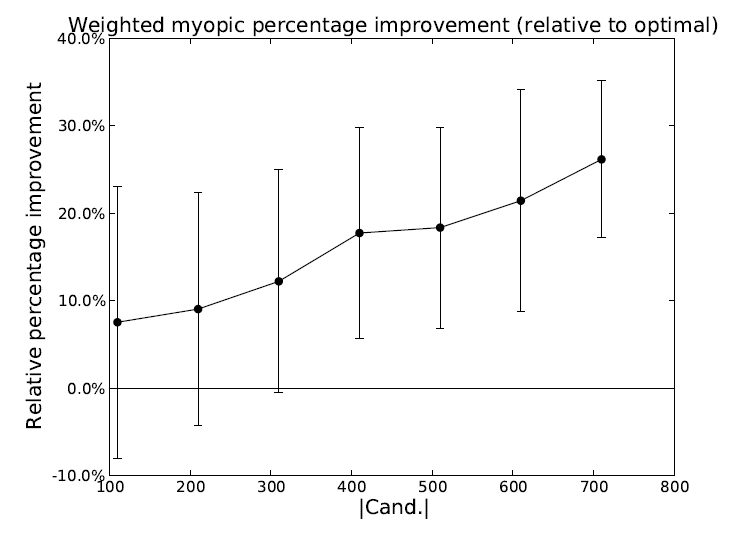 Weighted myopic percentage improvement (relative to optimal)
40.0%
30.0%
20.0%
10.0%
0.0%
-10.0%
Relative percentage improvement
100 200 300 400 500 600 700 800
|Cand.|